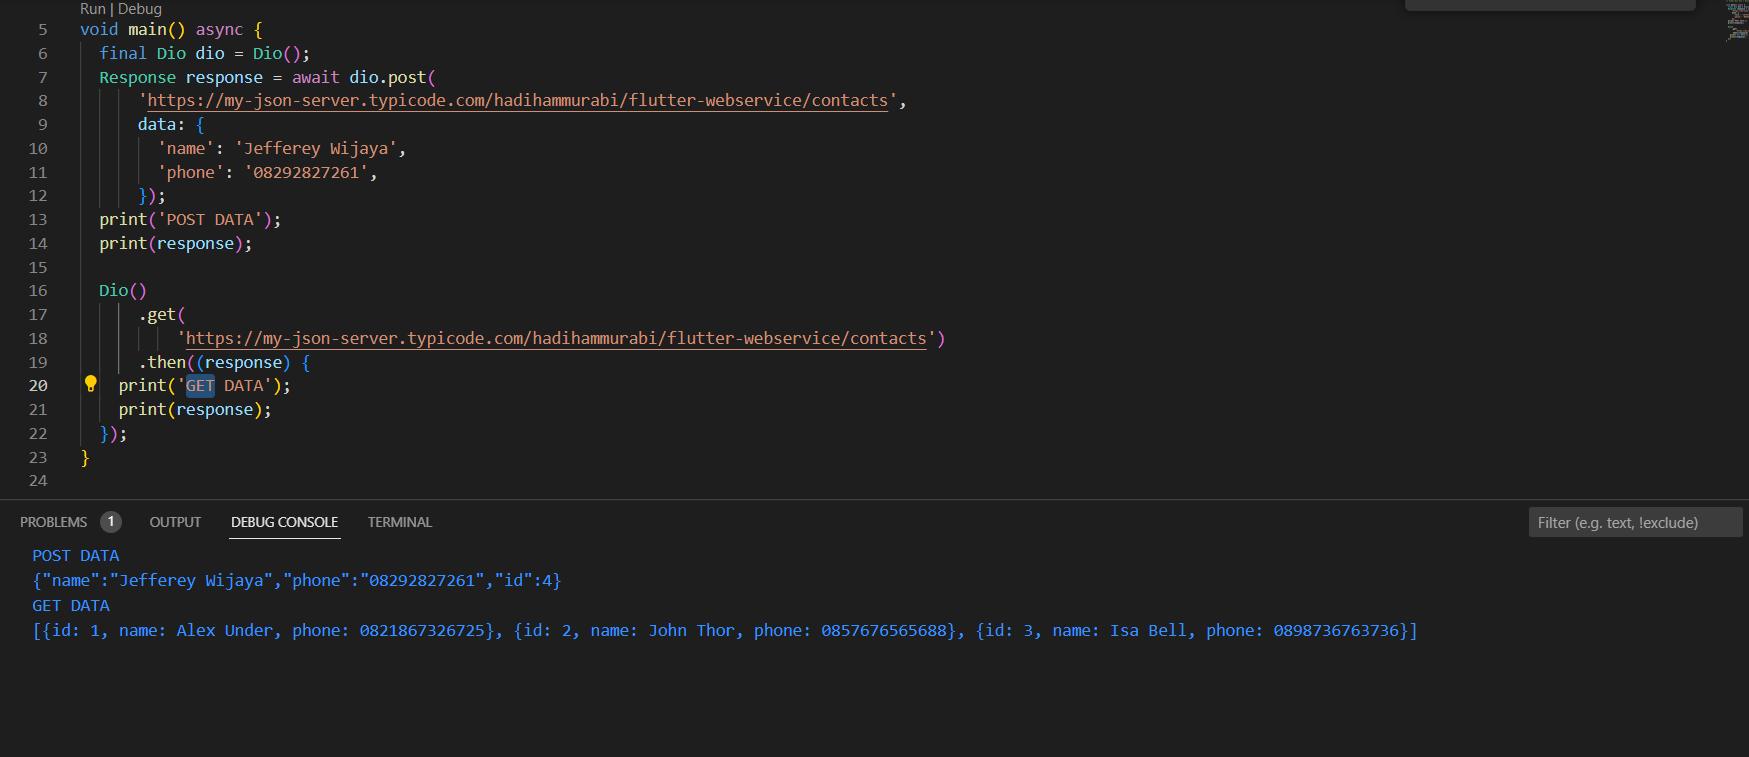 Run | Debug
5 void main() async {
6 final Dio dio = Dio();
7 Response response = await dio.post(
8 'https://my-json-server.typicode.com/hadihammurabi/flutter-webservice/contacts',
9 data: {
10 'name': 'Jefferey Wijaya',
11 'phone': '08292827261',
12 });
13 print('POST DATA');
14 print(response);
15
16 Dio()
17 .get(
18 'https://my-json-server.typicode.com/hadihammurabi/flutter-webservice/contacts')
19 .then((response) {
20 print('GET DATA');
21 print(response);
22 });
23 }
24
PROBLEMS 1 OUTPUT DEBUG CONSOLE TERMINAL Filter (e.g. text, !exclude)
POST DATA
{"name":"Jefferey Wijaya","phone":"08292827261","id":4}
GET DATA
[{id: 1, name: Alex Under, phone: 0821867326725}, {id: 2, name: John Thor, phone: 0857676565688}, {id: 3, name: Isa Bell, phone: 0898736763736}]